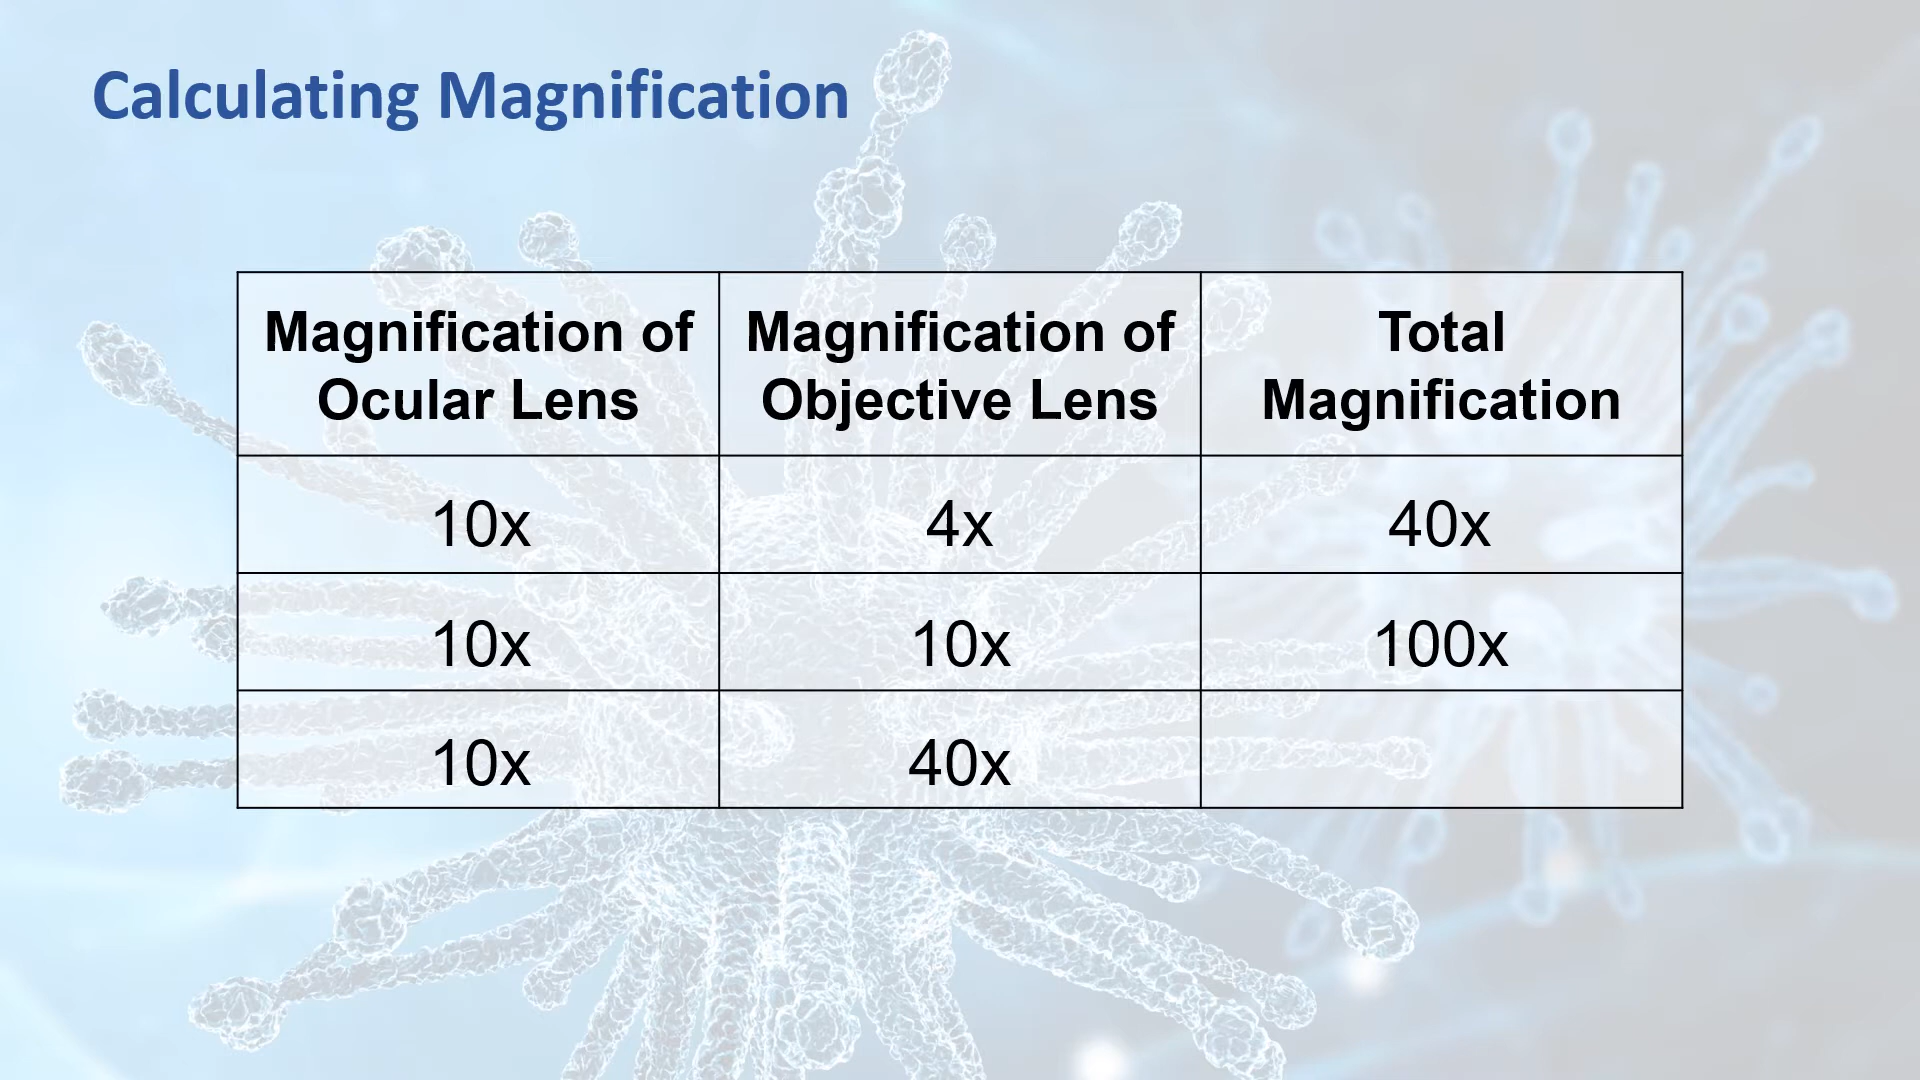 Calculating Magnification
Magnification of Ocular Lens
Magnification of Objective Lens
Total Magnification
10x 4x 40x
10x 10x 100x
10x 40x